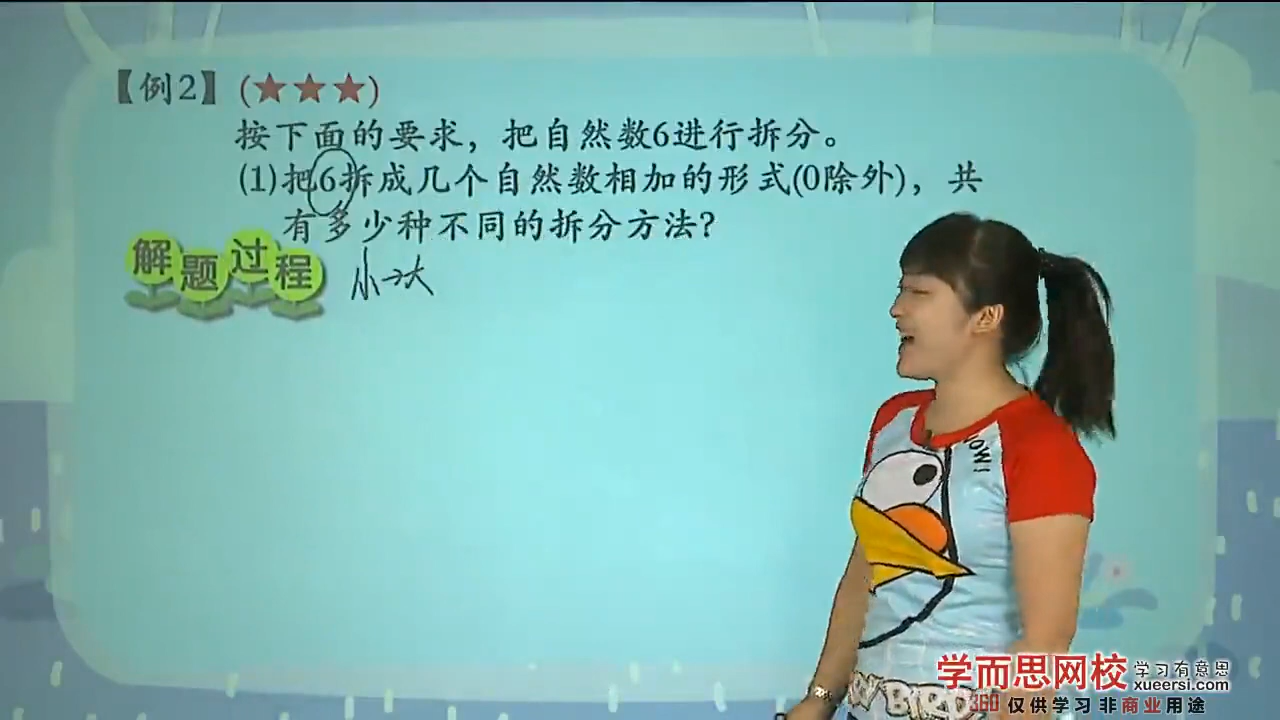 【例2】(★★★)
按下面的要求，把自然数6进行拆分。
(1)把6拆成几个自然数相加的形式(0除外)，共
有多少种不同的拆分方法？
解题过程
小→大
WOW!
学而思网校 学习有意思
xueersi.com
360 仅供学习 非商业用途